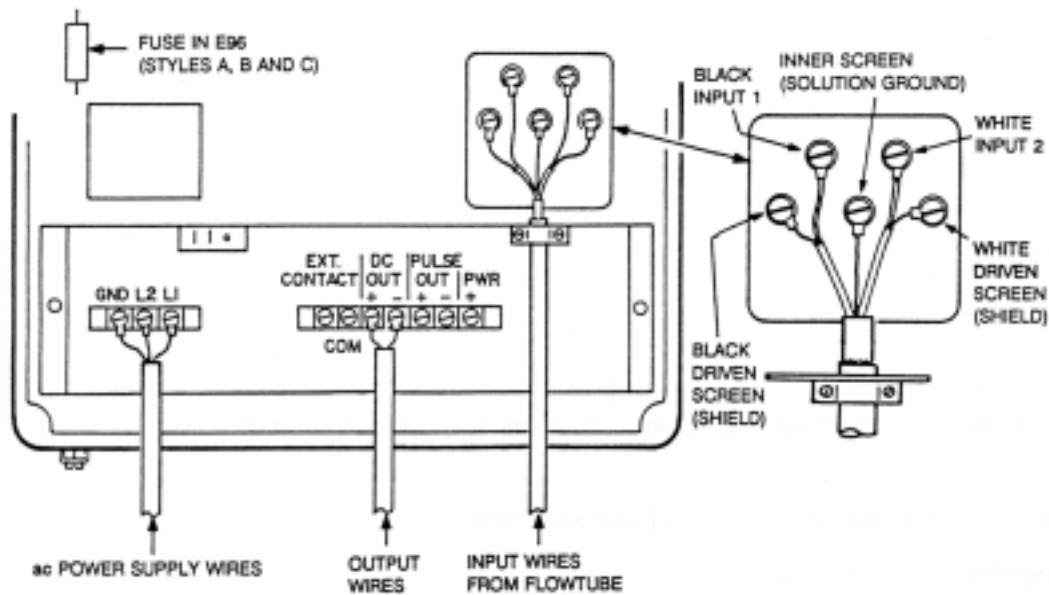 FUSE IN E96
(STYLES A, B AND C)
BLACK
INPUT 1
INNER SCREEN
(SOLUTION GROUND)
WHITE
INPUT 2
EXT.
CONTACT
DC
OUT
+ -
PULSE
OUT
+ -
PWR
+
GND L2 L1
COM
BLACK
DRIVEN
SCREEN
(SHIELD)
WHITE
DRIVEN
SCREEN
(SHIELD)
ac POWER SUPPLY WIRES
OUTPUT
WIRES
INPUT WIRES
FROM FLOWTUBE